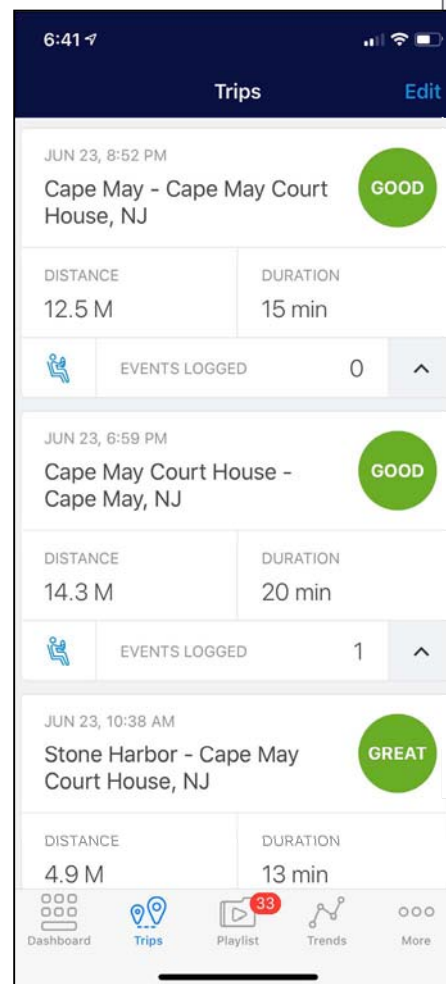 6:41
Trips
Edit
JUN 23, 8:52 PM
Cape May - Cape May Court
House, NJ
GOOD
DISTANCE
DURATION
12.5 M
15 min
EVENTS LOGGED
0
JUN 23, 6:59 PM
Cape May Court House -
Cape May, NJ
GOOD
DISTANCE
DURATION
14.3 M
20 min
EVENTS LOGGED
1
JUN 23, 10:38 AM
Stone Harbor - Cape May
Court House, NJ
GREAT
DISTANCE
DURATION
4.9 M
13 min
33
Dashboard
Trips
Playlist
Trends
More